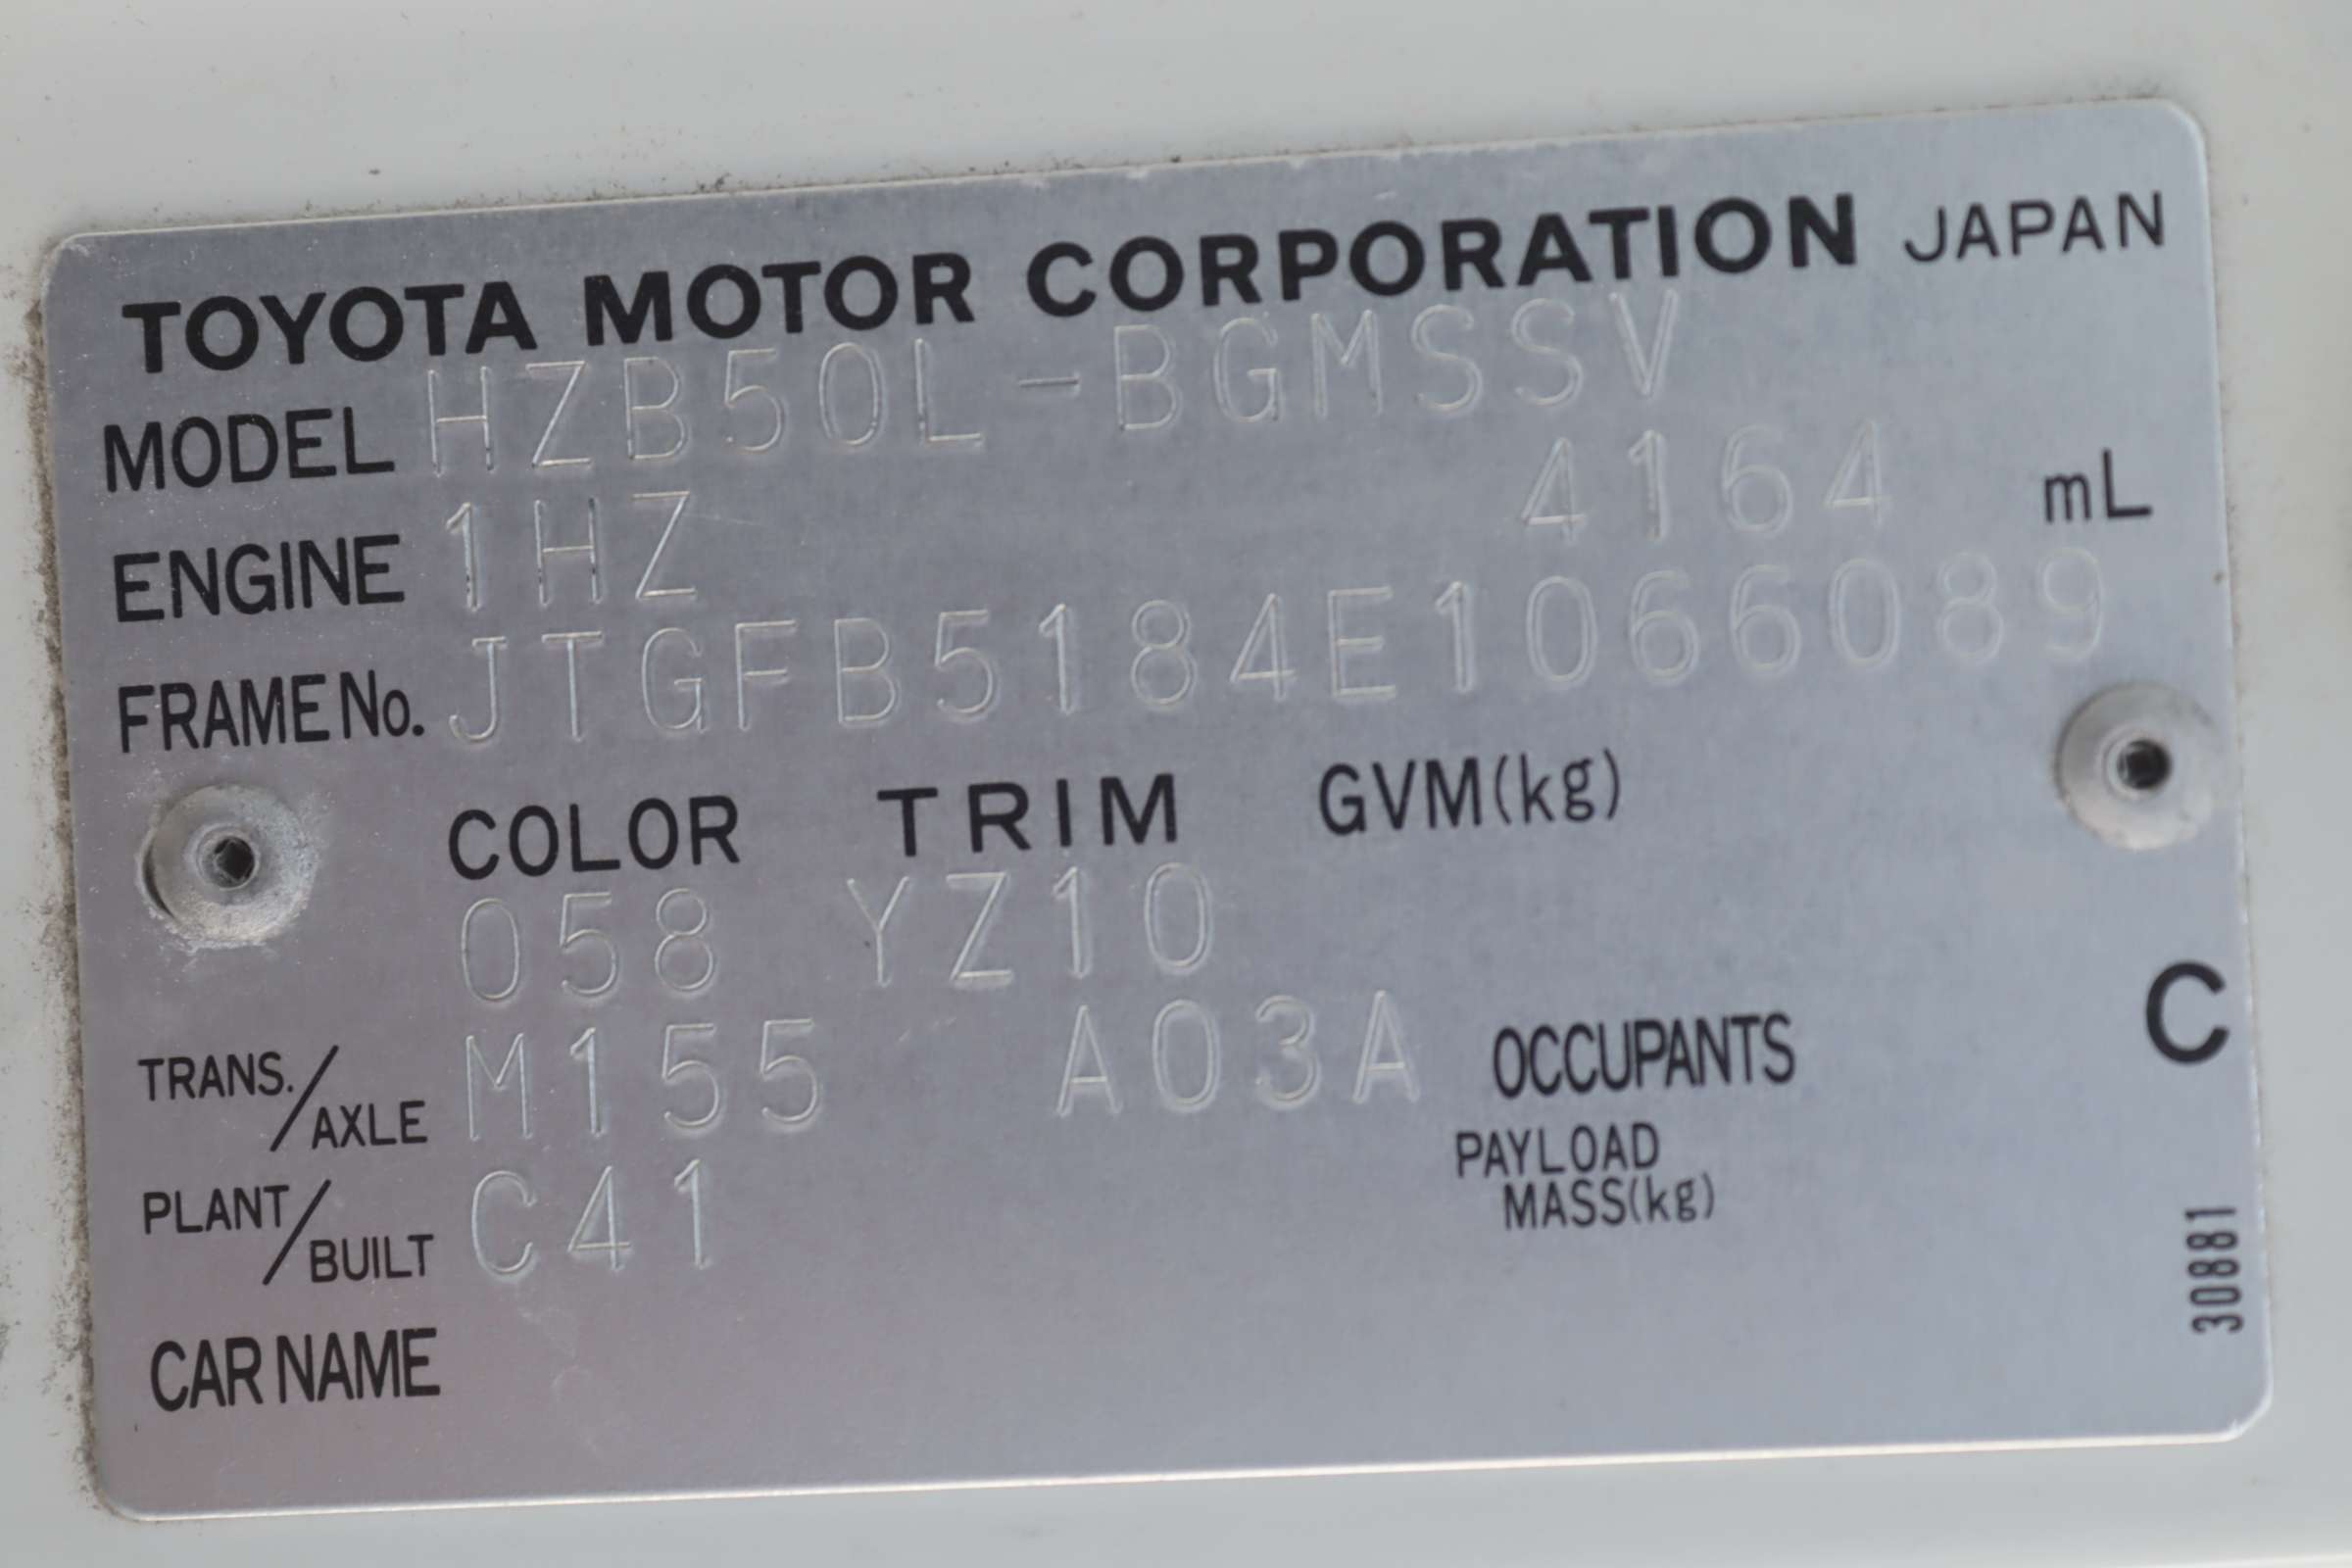 TOYOTA MOTOR CORPORATION JAPAN
MODEL HZB50L-BGMSSV
ENGINE 1HZ 4164 mL
FRAME No. JTGFB5184E1066089
COLOR TRIM GVM(kg)
058 YZ10
TRANS./AXLE M155 A03A OCCUPANTS C
PAYLOAD MASS(kg)
PLANT/BUILT C41
CAR NAME
30881